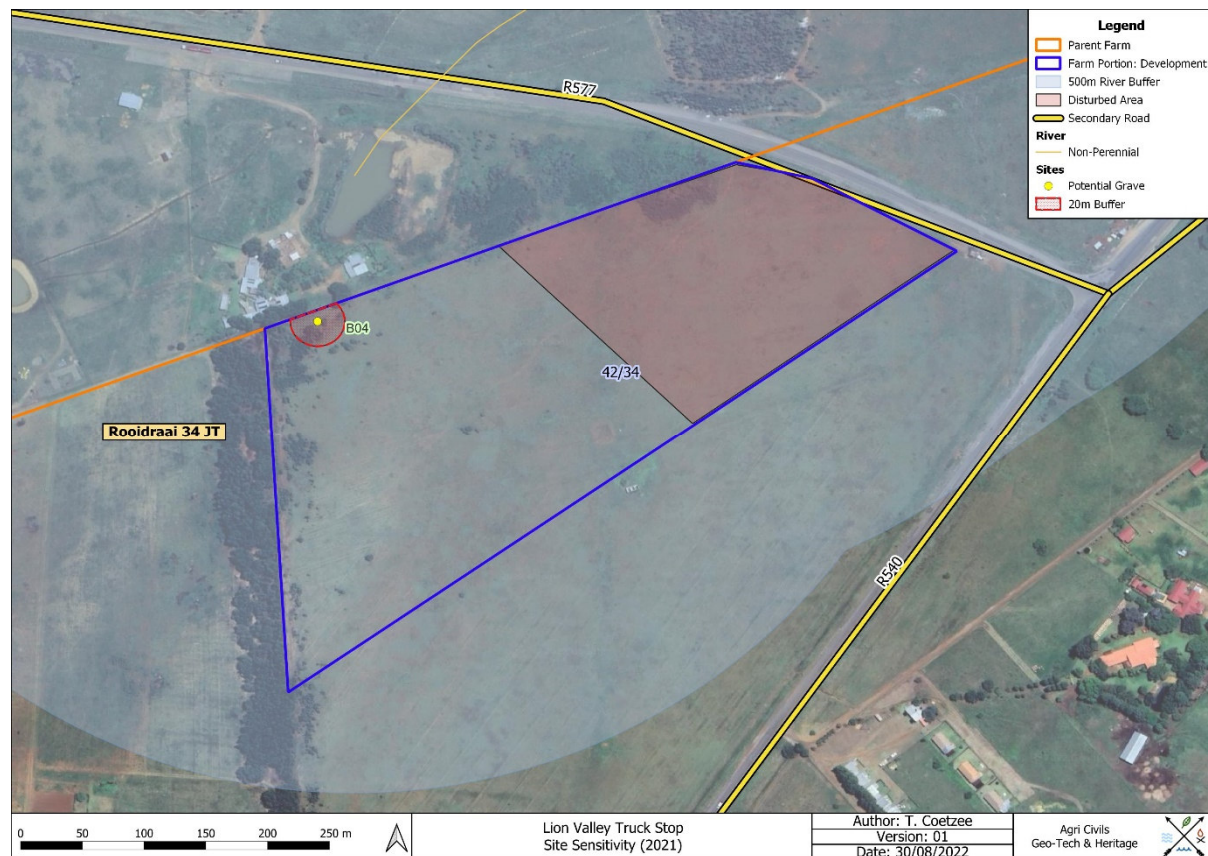 Legend
Parent Farm
Farm Portion: Development
500m River Buffer
Disturbed Area
Secondary Road
River
Non-Perennial
Sites
Potential Grave
20m Buffer
R577
B04
42/34
Rooidraai 34 JT
R540
0 50 100 150 200 250 m
Lion Valley Truck Stop
Site Sensitivity (2021)
Author: T. Coetzee
Version: 01
Date: 30/08/2022
Agri Civils
Geo-Tech & Heritage